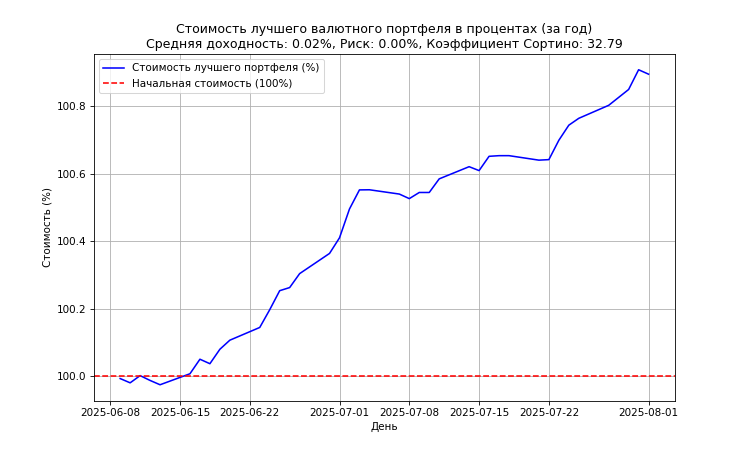 Стоимость лучшего валютного портфеля в процентах (за год)
Средняя доходность: 0.02%, Риск: 0.00%, Коэффициент Сортино: 32.79
Стоимость лучшего портфеля (%)
Начальная стоимость (100%)
Стоимость (%)
100.8
100.6
100.4
100.2
100.0
2025-06-08 2025-06-15 2025-06-22 2025-07-01 2025-07-08 2025-07-15 2025-07-22 2025-08-01
День